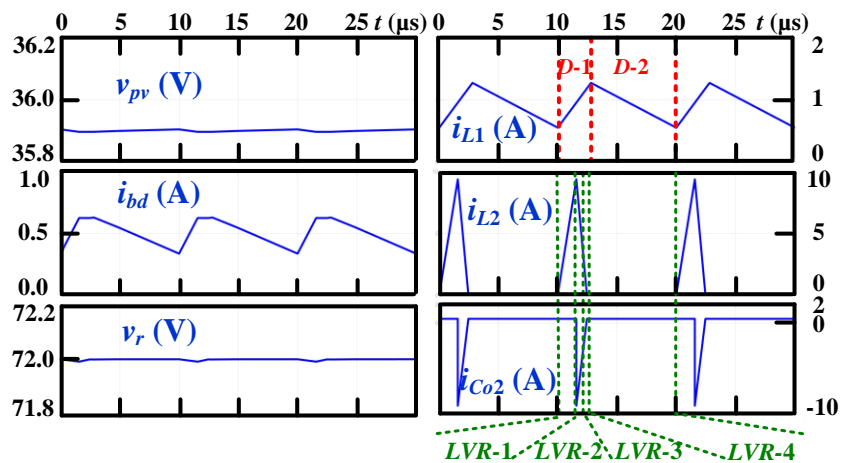 0 5 10 15 20 25 t (μs)
36.2
36.0
35.8
v_pv (V)
1.0
0.5
0.0
i_bd (A)
72.2
72.0
71.8
v_r (V)
0 5 10 15 20 25 t (μs)
D-1 D-2
2
1
0
i_L1 (A)
10
5
0
i_L2 (A)
2
0
-10
i_Co2 (A)
LVR-1 LVR-2 LVR-3 LVR-4